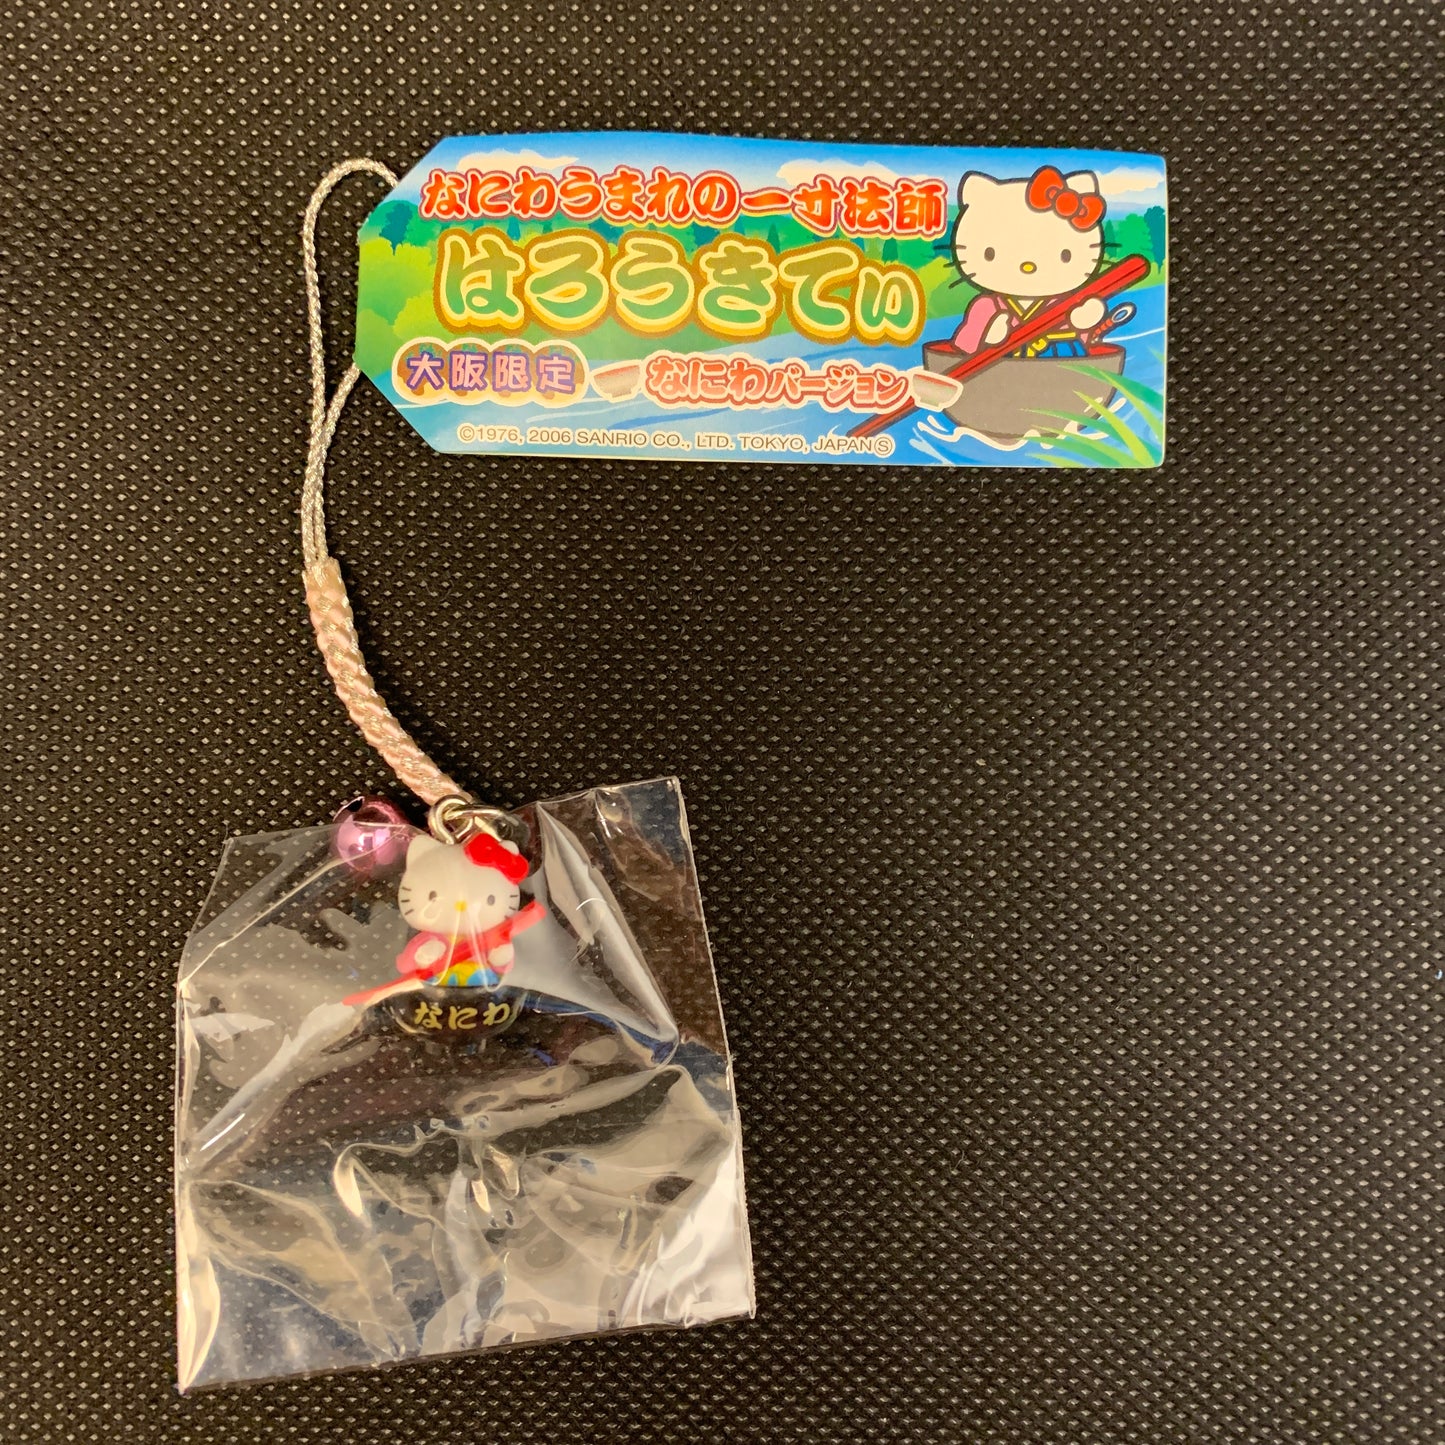 なにわうまれの一寸法師
はろうきてぃ
大阪限定 なにわバージョン
©1976, 2006 SANRIO CO., LTD. TOKYO, JAPAN Ⓢ
なにわ